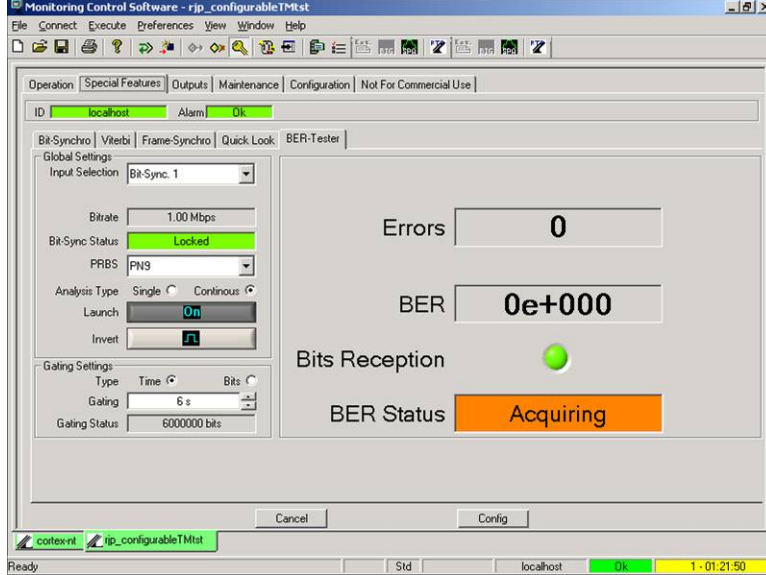 Monitoring Control Software - rjp_configurableTMtst
File Connect Execute Preferences View Window Help
Operation Special Features Outputs Maintenance Configuration Not For Commercial Use
ID localhost Alarm Ok
Bit-Synchro Viterbi Frame-Synchro Quick Look BER-Tester
Global Settings
Input Selection Bit-Sync. 1
Bitrate 1.00 Mbps
Bit-Sync Status Locked
PRBS PN9
Analysis Type Single Continous
Launch On
Invert
Gating Settings
Type Time Bits
Gating 6 s
Gating Status 6000000 bits
Errors 0
BER 0e+000
Bits Reception
BER Status Acquiring
Cancel Config
cortex-nt rjp_configurableTMtst
Ready Std localhost Ok 1 - 01:21:50